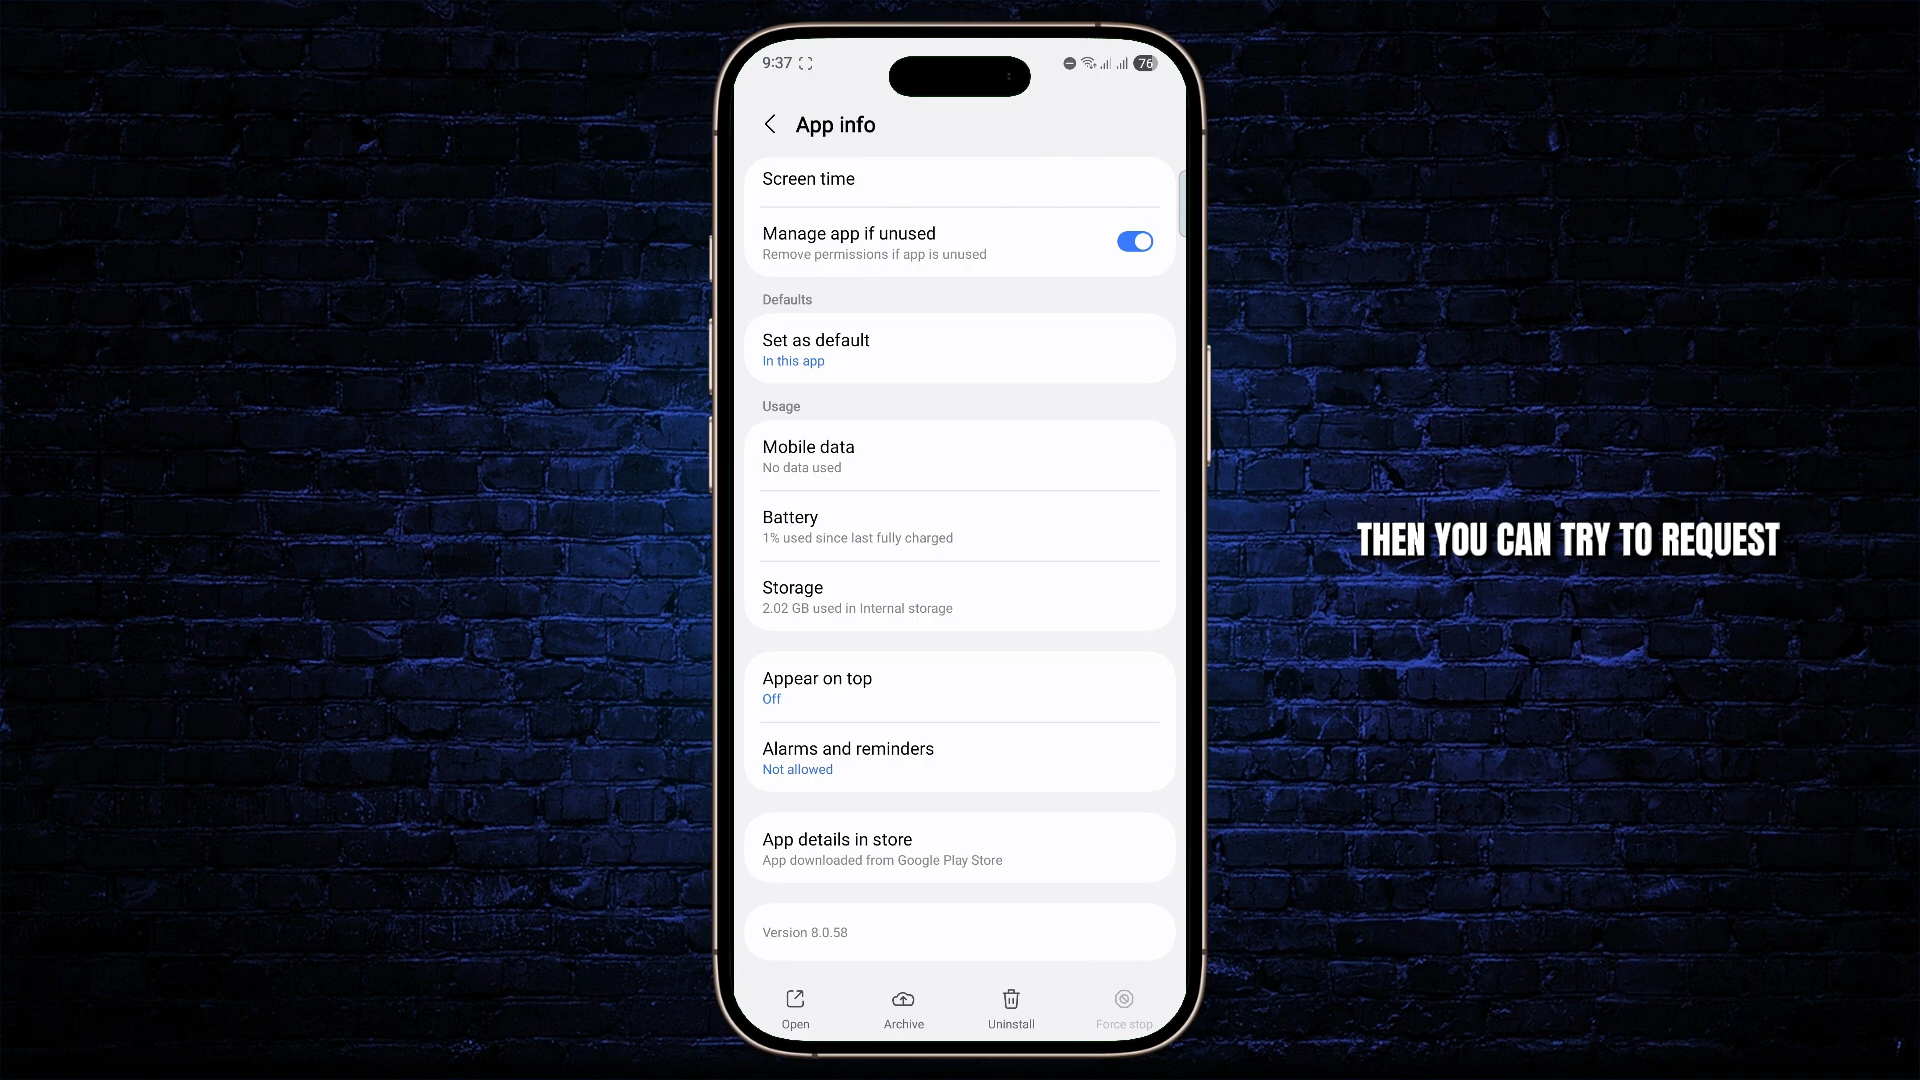 9:37
76
App info
Screen time
Manage app if unused
Remove permissions if app is unused
Defaults
Set as default
In this app
Usage
Mobile data
No data used
Battery
1% used since last fully charged
Storage
2.02 GB used in Internal storage
THEN YOU CAN TRY TO REQUEST
Appear on top
Off
Alarms and reminders
Not allowed
App details in store
App downloaded from Google Play Store
Version 8.0.58
Open
Archive
Uninstall
Force stop